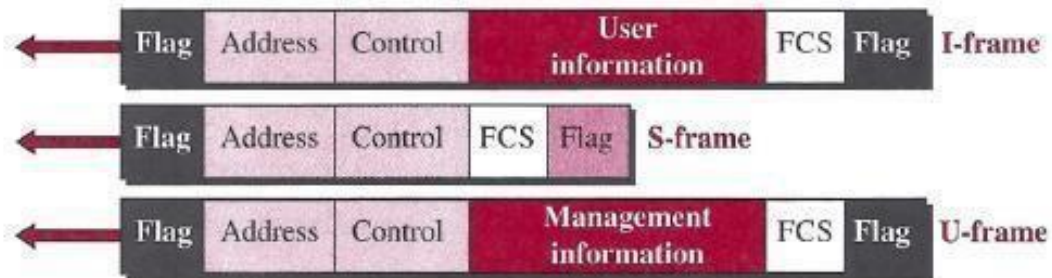 Flag Address Control User information FCS Flag I-frame
Flag Address Control FCS Flag S-frame
Flag Address Control Management information FCS Flag U-frame